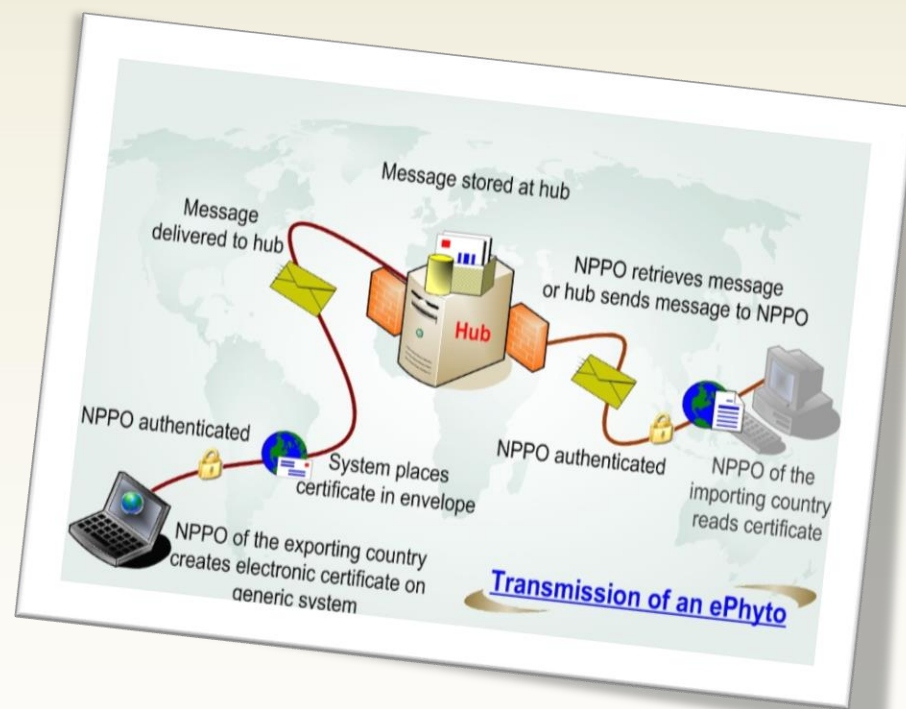 Message stored at hub
Message
delivered to hub
NPPO retrieves message
or hub sends message to NPPO
Hub
NPPO authenticated
System places
certificate in envelope
NPPO authenticated
NPPO of the
importing country
reads certificate
NPPO of the exporting country
creates electronic certificate on
generic system
Transmission of an ePhyto